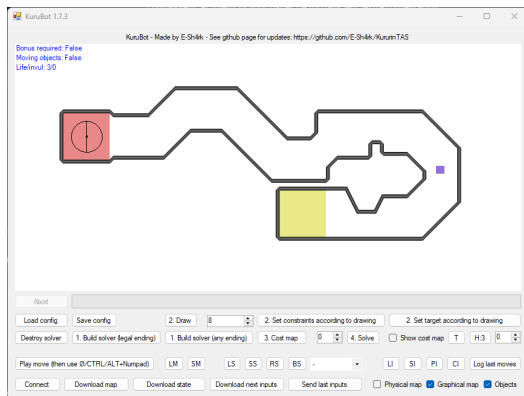 KuruBot 1.7.3
KuruBot - Made by E-Sh4rk - See github page for updates: https://github.com/E-Sh4rk/KururinTAS
Bonus required: False
Moving objects: False
Life/invul: 3/0
Abort
Load config Save config 2. Draw 8 2. Set constraints according to drawing 2. Set target according to drawing
Destroy solver 1. Build solver (legal ending) 1. Build solver (any ending) 3. Cost map 0 4. Solve Show cost map T H:3 0
Play move (then use Ø/CTRL/ALT+Numpad) LM SM LS SS RS BS - LI SI PI CI Log last moves
Connect Download map Download state Download next inputs Send last inputs Physical map Graphical map Objects